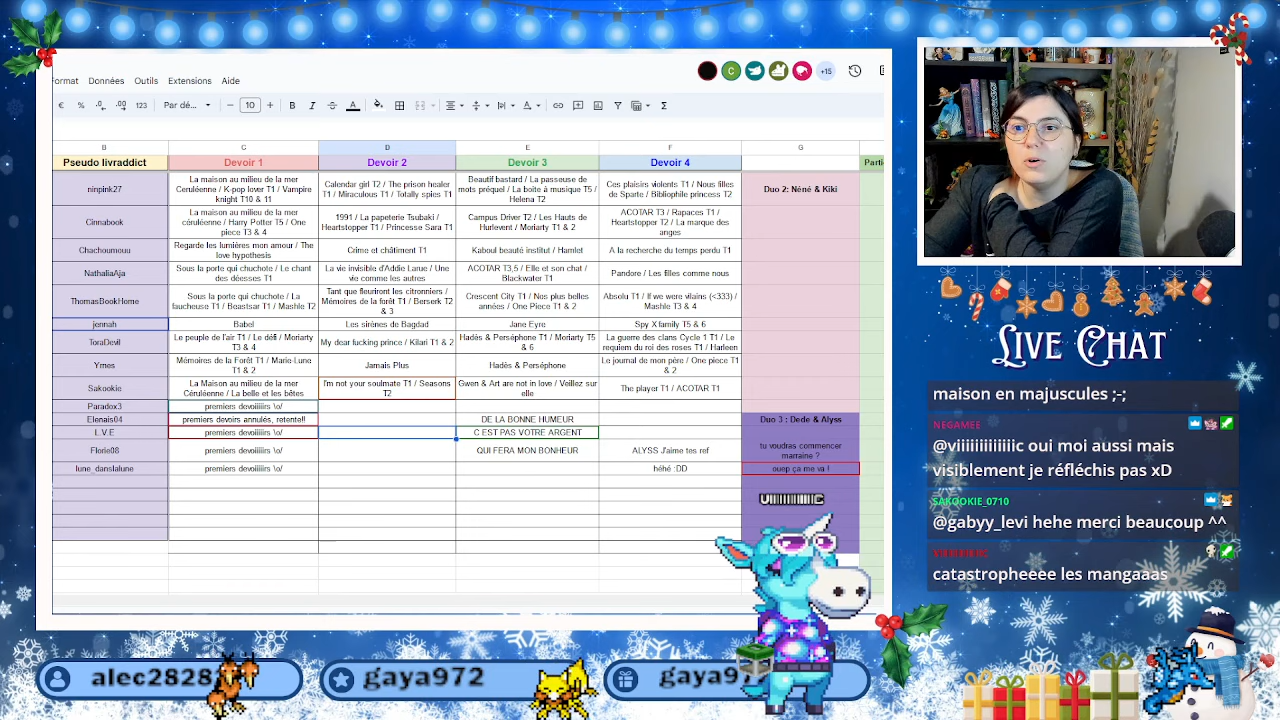 ormat Données Outils Extensions Aide
C +15
€ % .0 .00 123 Par dé... − 10 + B I S A Σ
B C D E F G
Pseudo livraddict Devoir 1 Devoir 2 Devoir 3 Devoir 4 Parti
ninpink27
La maison au milieu de la mer
Ceruléenne / K-pop lover T1 / Vampire
knight T10 & 11
Calendar girl T2 / The prison healer
T1 / Miraculous T1 / Totally spies T1
Beautif bastard / La passeuse de
mots préquel / La boite à musique T5 /
Helena T2
Ces plaisirs violents T1 / Nous filles
de Sparte / Bibliophile princess T2
Duo 2: Néné & Kiki
Cinnabook
La maison au milieu de la mer
céruléenne / Harry Potter T5 / One
piece T3 & 4
1991 / La papeterie Tsubaki /
Heartstopper T1 / Princesse Sara T1
Campus Driver T2 / Les Hauts de
Hurlevent / Moriarty T1 & 2
ACOTAR T3 / Rapaces T1 /
Heartstopper T2 / La marque des
anges
Chachoumouu
Regarde les lumières mon amour / The
love hypothesis
Crime et châtiment T1
Kaboul beauté institut / Hamlet
A la recherche du temps perdu T1
NathaliaAja
Sous la porte qui chuchote / Le chant
des déesses T1
La vie invisible d'Addie Larue / Une
vie comme les autres
ACOTAR T3,5 / Elle et son chat /
Blackwater T1
Pandore / Les filles comme nous
ThomasBookHome
Sous la porte qui chuchote / La
faucheuse T1 / Beastsar T1 / Mashle T2
Tant que fleuriront les citronniers /
Mémoires de la forêt T1 / Berserk T2
& 3
Crescent City T1 / Nos plus belles
années / One Piece T1 & 2
Absolu T1 / If we were vilains (<333) /
Mashle T3 & 4
jennah
Babel
Les sirènes de Bagdad
Jane Eyre
Spy X family T5 & 6
ToraDevil
Le peuple de l'air T1 / Le défi / Moriarty
T3 & 4
My dear fucking prince / Kilari T1 & 2
Hadès & Perséphone T1 / Moriarty T5
& 6
La guerre des clans Cycle 1 T1 / Le
requiem du roi des roses T1 / Harleen
Ymes
Mémoires de la Forêt T1 / Marie-Lune
T1 & 2
Jamais Plus
Hadès & Perséphone
Le journal de mon père / One piece T1
& 2
Sakookie
La Maison au milieu de la mer
Céruléenne / La belle et les bêtes
I'm not your soulmate T1 / Seasons
T2
Gwen & Art are not in love / Veillez sur
elle
The player T1 / ACOTAR T1
Paradox3 premiers devoiiiiirs \o/
Elenais04 premiers devoirs annulés, retente!! DE LA BONNE HUMEUR Duo 3 : Dede & Alyss
L.V.E premiers devoiiiiirs \o/ C EST PAS VOTRE ARGENT
Florie08 premiers devoiiiiirs \o/ QUI FERA MON BONHEUR ALYSS J'aime tes ref
tu voudras commencer
marraine ?
lune_danslalune premiers devoiiiiirs \o/ héhé :DD ouep ça me va !
LIVE CHAT
maison en majuscules ;-;
NEGAMEE
@viiiiiiiiiiiic oui moi aussi mais
visiblement je réfléchis pas xD
SAKOOKIE_0710
@gabyy_levi hehe merci beaucoup ^^
catastropheeee les mangaaas
alec2828 gaya972 gaya97